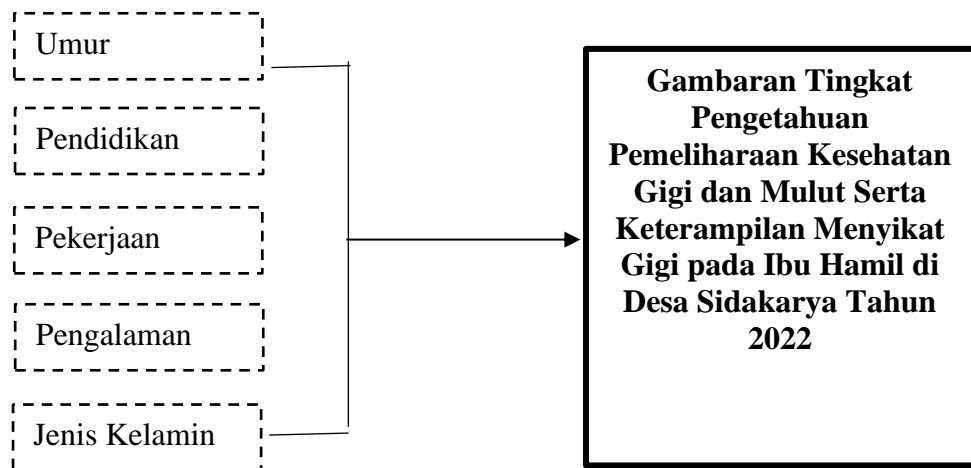 Umur
Pendidikan
Pekerjaan
Pengalaman
Jenis Kelamin
Gambaran Tingkat
Pengetahuan
Pemeliharaan Kesehatan
Gigi dan Mulut Serta
Keterampilan Menyikat
Gigi pada Ibu Hamil di
Desa Sidakarya Tahun
2022